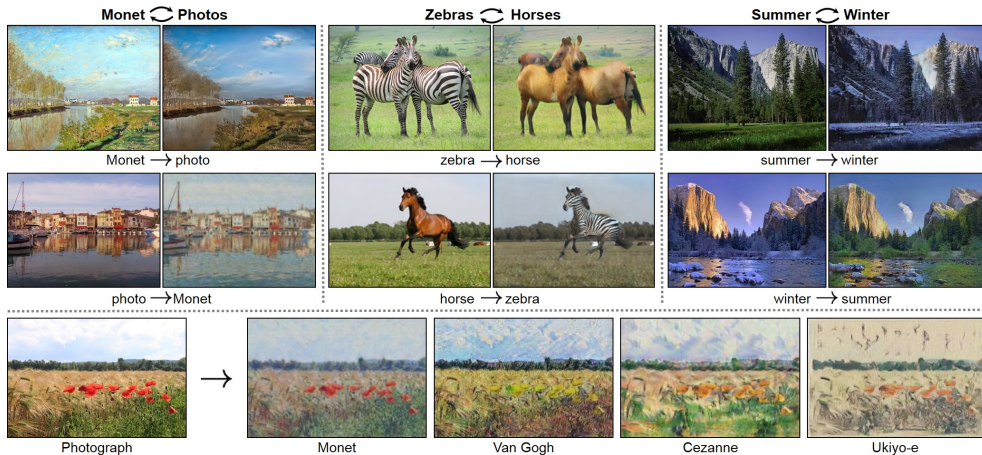 Monet Photos
Zebras Horses
Summer Winter
Monet → photo
zebra → horse
summer → winter
photo → Monet
horse → zebra
winter → summer
Photograph
Monet
Van Gogh
Cezanne
Ukiyo-e